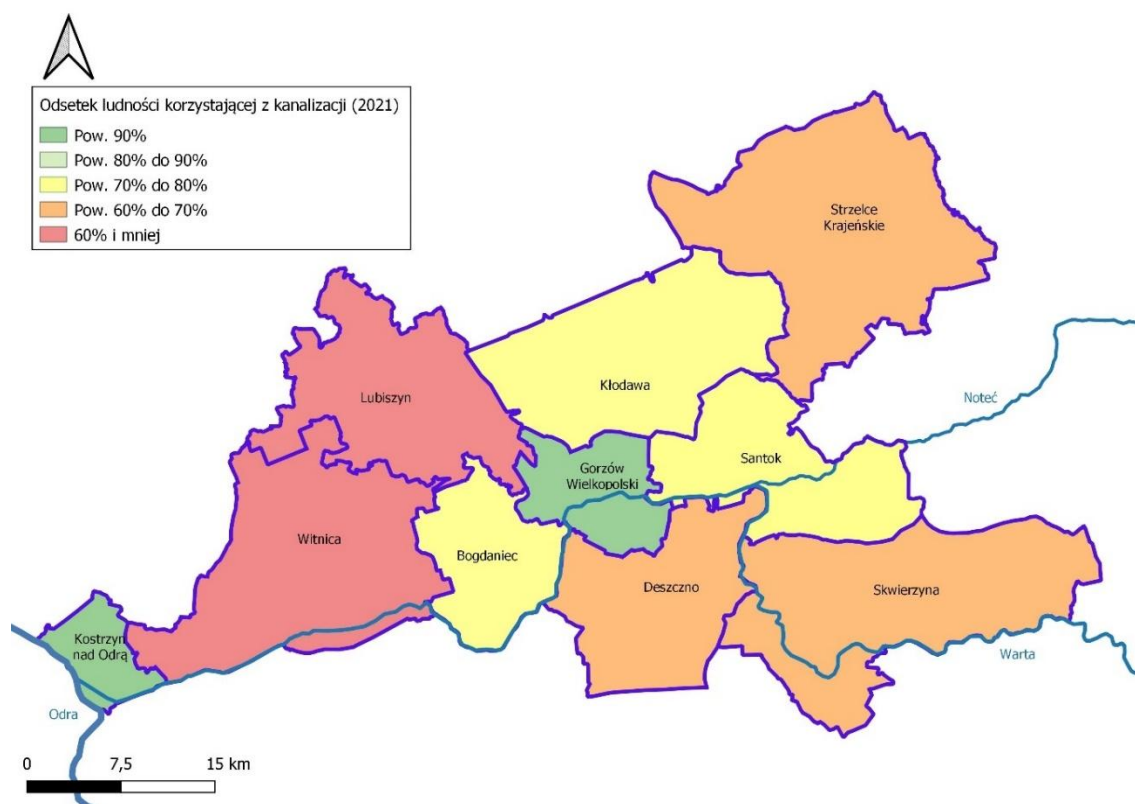 Odsetek ludności korzystającej z kanalizacji (2021)
Pow. 90%
Pow. 80% do 90%
Pow. 70% do 80%
Pow. 60% do 70%
60% i mniej
Strzelce
Krajeńskie
Kłodawa
Lubiszyn
Noteć
Santok
Gorzów
Wielkopolski
Witnica
Bogdaniec
Deszczno
Skwierzyna
Kostrzyn
nad Odrą
Warta
Odra
0 7,5 15 km